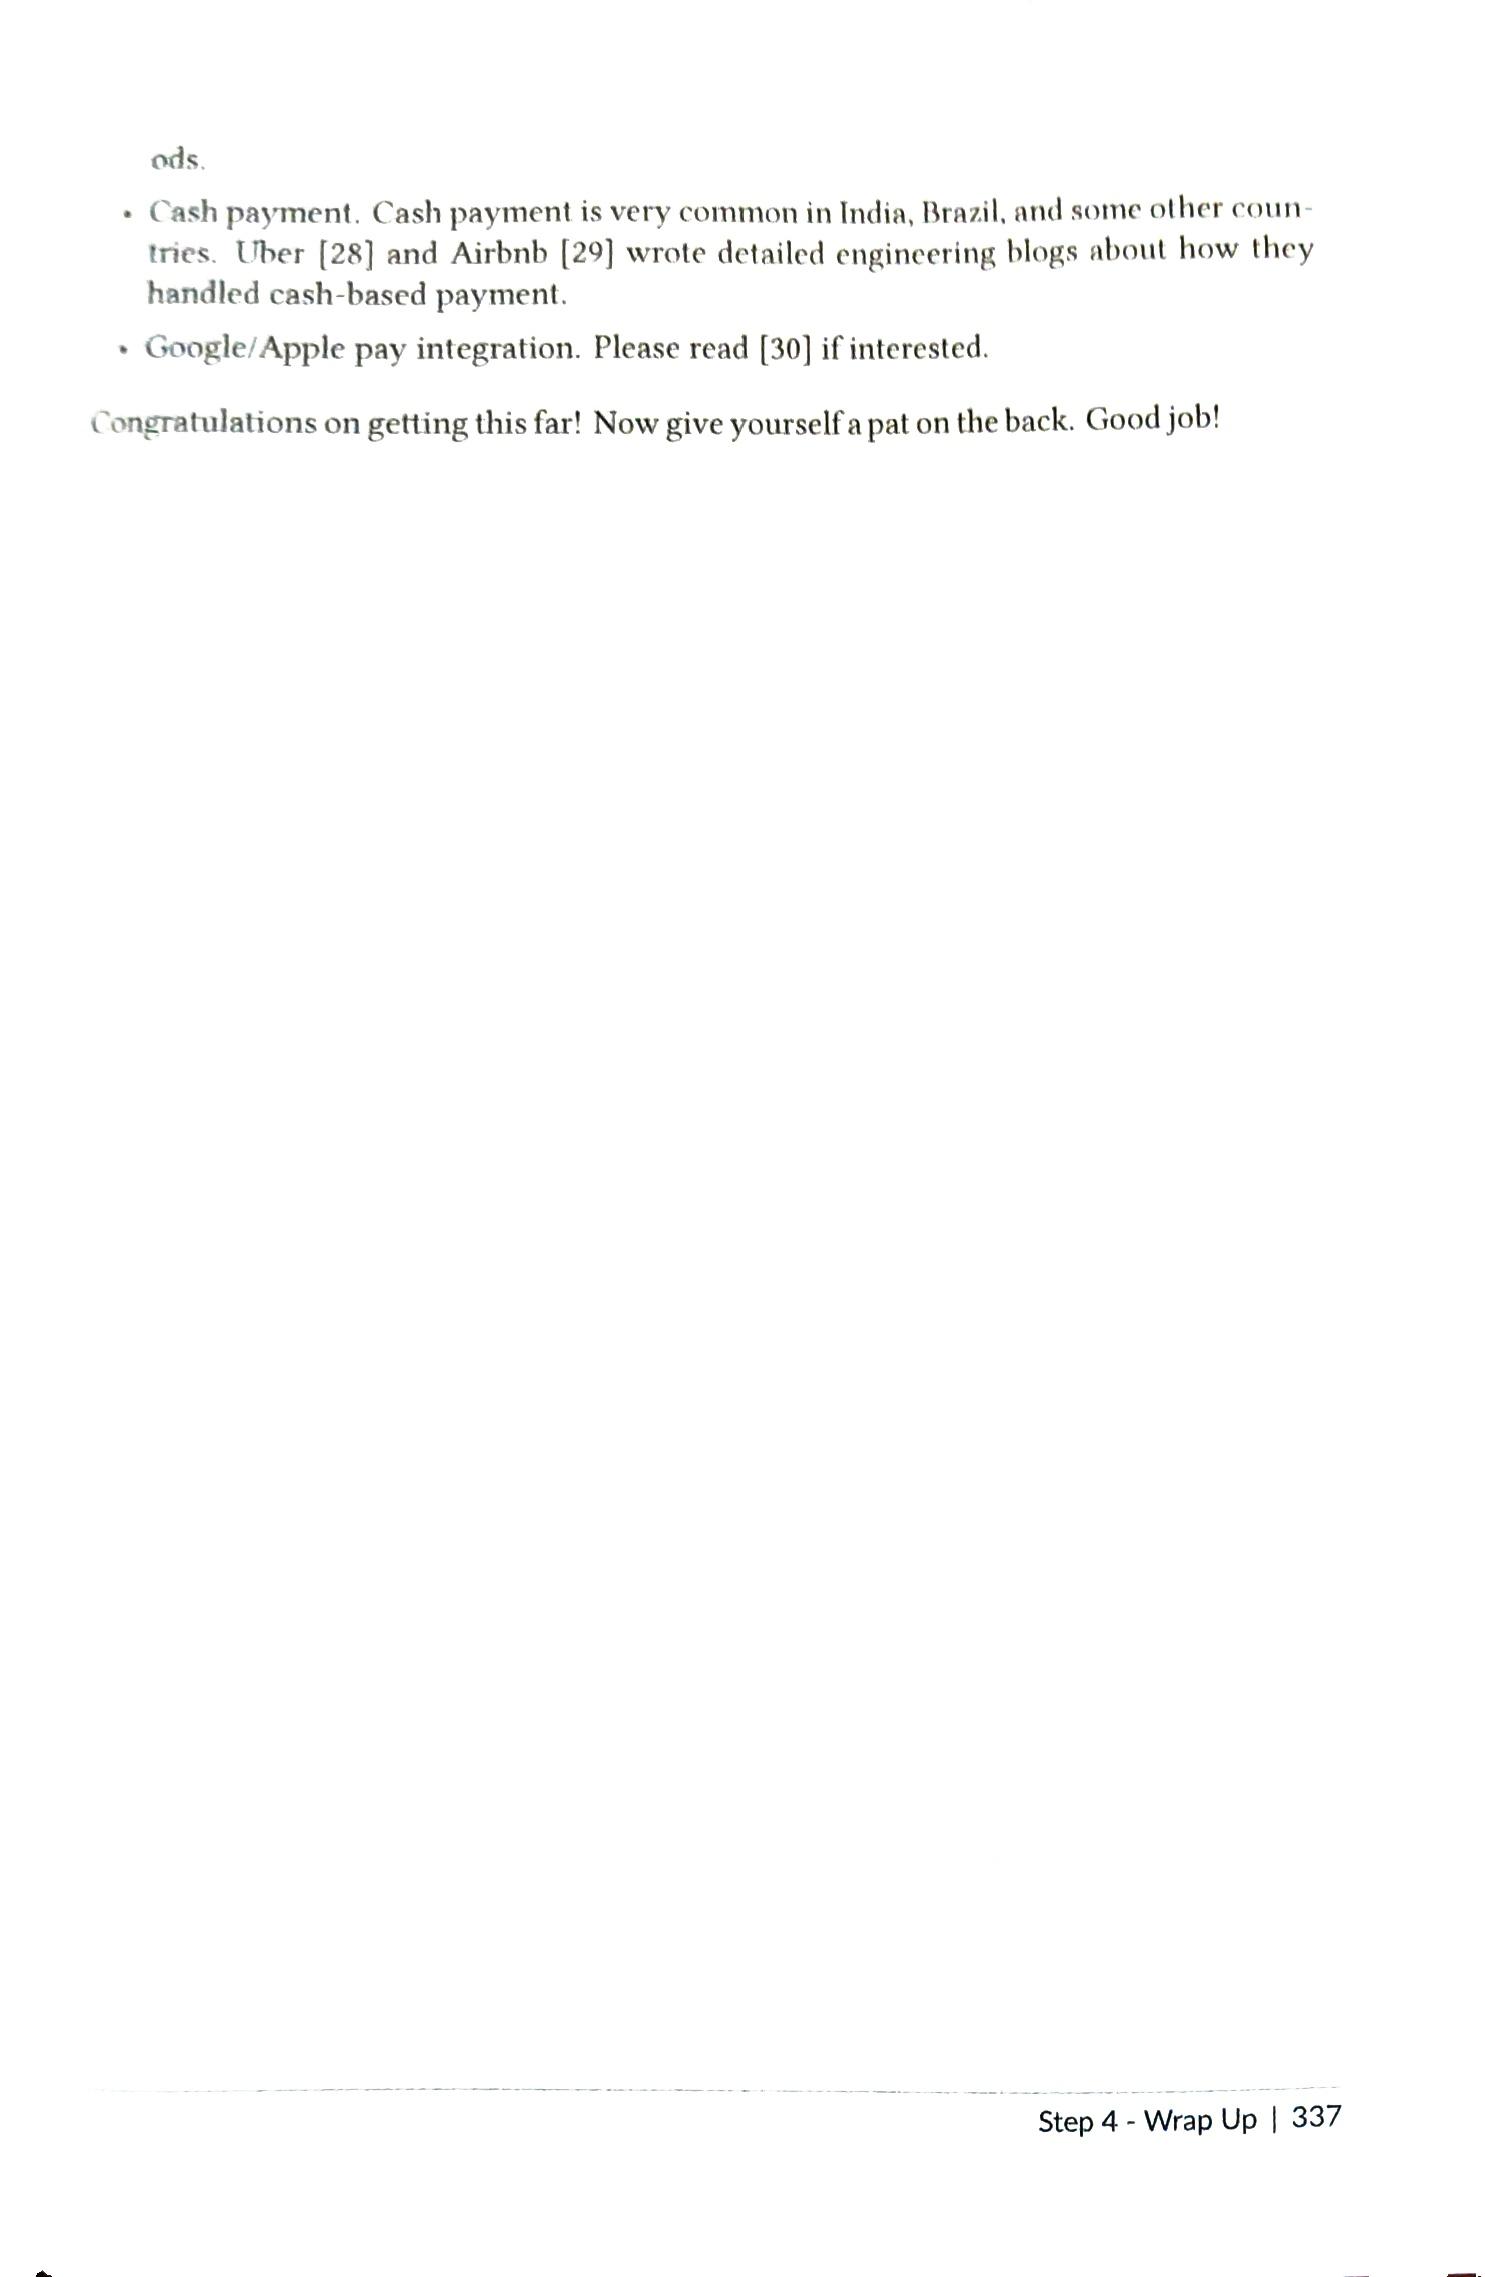 ods.
• Cash payment. Cash payment is very common in India, Brazil, and some other coun-
tries. Uber [28] and Airbnb [29] wrote detailed engineering blogs about how they
handled cash-based payment.
• Google/Apple pay integration. Please read [30] if interested.
Congratulations on getting this far! Now give yourself a pat on the back. Good job!
Step 4 - Wrap Up | 337